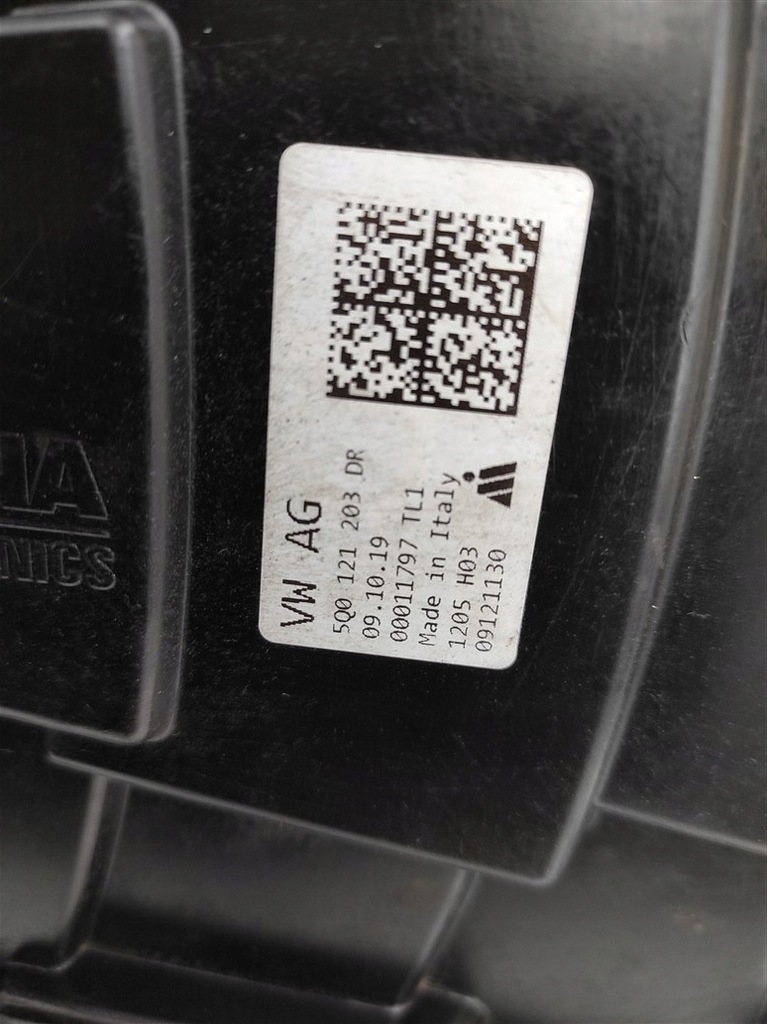 VW AG
5Q0 121 203 DR
09.10.19
00011797 TL1
Made in Italy
1205 H03
09121130